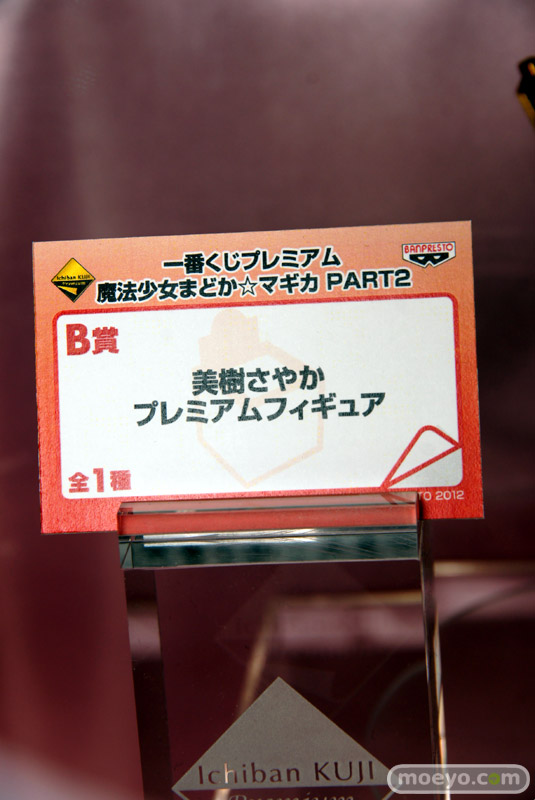 一番くじプレミアム
魔法少女まどか☆マギカ PART2
Ichiban KUJI
BANPRESTO
B賞
美樹さやか
プレミアムフィギュア
全1種
TO 2012
Ichiban KUJI
Premium
moeyo.com